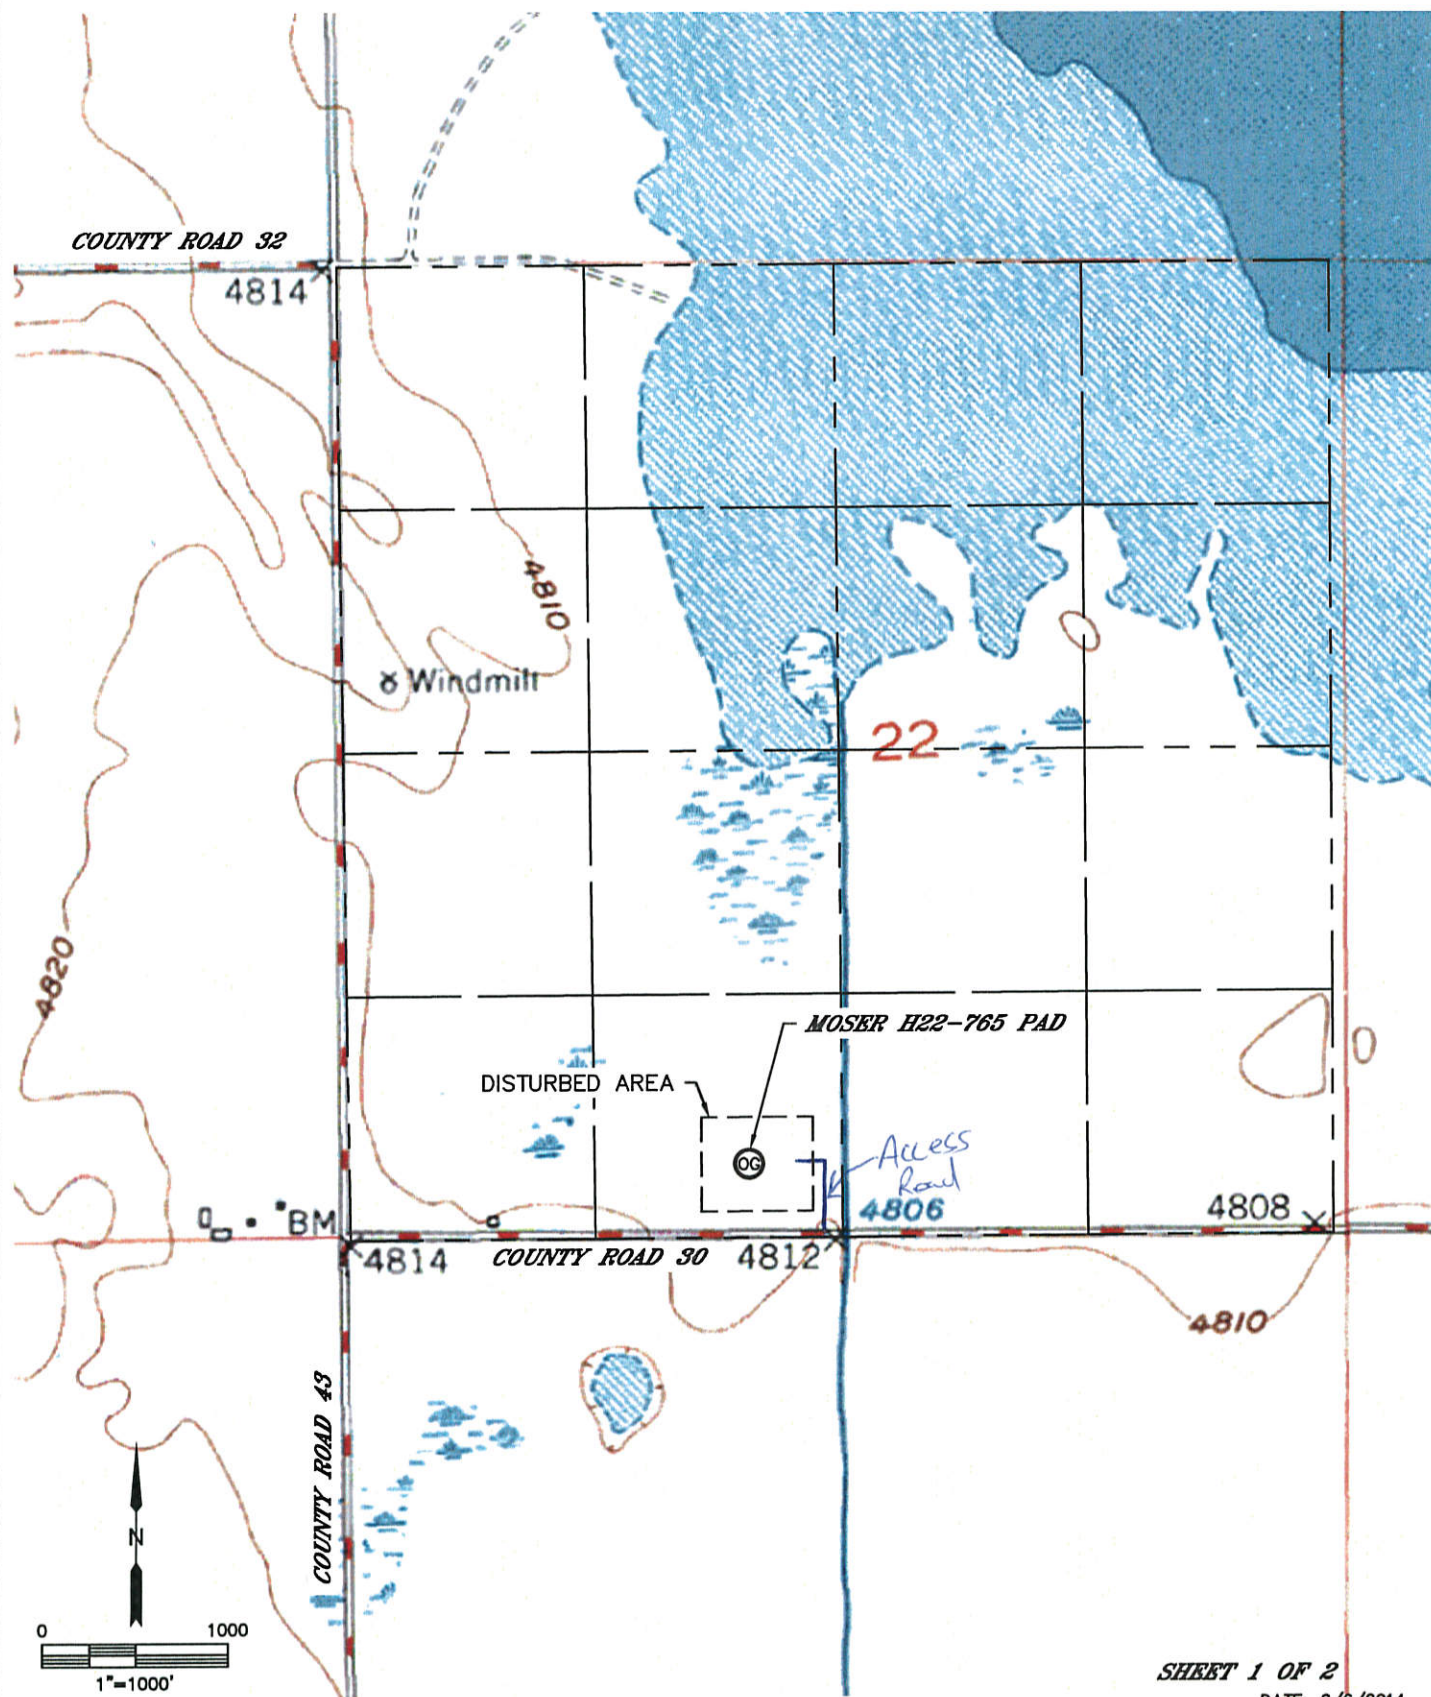 COUNTY ROAD 32
4814
4810
Windmill
22
4820
MOSER H22-765 PAD
DISTURBED AREA
OG
Access
Road
4806
4808
BM
4814
COUNTY ROAD 30
4812
4810
COUNTY ROAD 43
N
0 1000
1"=1000'
SHEET 1 OF 2